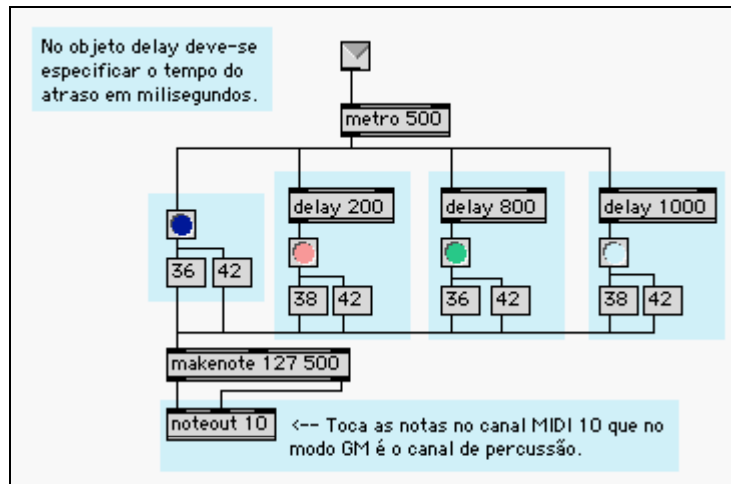 No objeto delay deve-se
especificar o tempo do
atraso em milisegundos.
metro 500
delay 200
delay 800
delay 1000
36 42
38 42
36 42
38 42
makenote 127 500
noteout 10
<-- Toca as notas no canal MIDI 10 que no
modo GM é o canal de percussão.